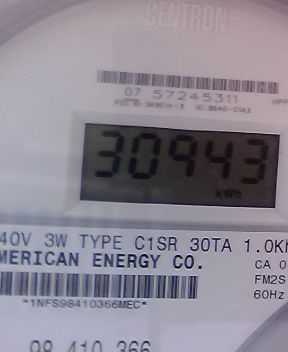 CENTRON®
07 57245311
30943
kWh
40V 3W TYPE C1SR 30TA 1.0K
MERICAN ENERGY CO.
CA 0
FM2S
60Hz
*1NFS98410366MEC*
98 410 366